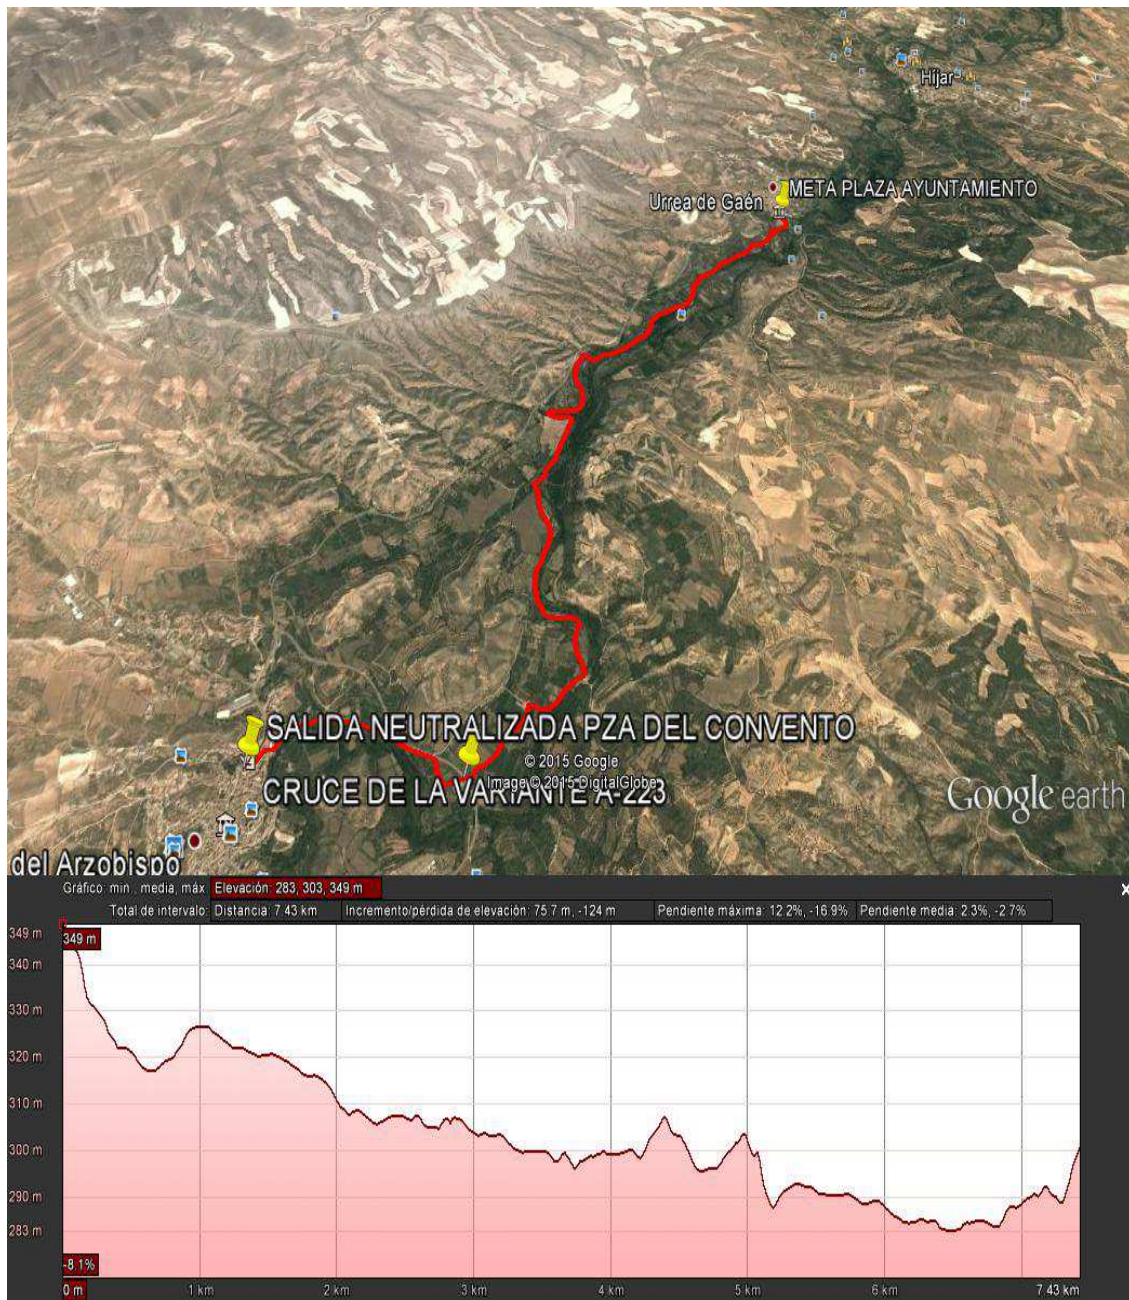 Híjar
META PLAZA AYUNTAMIENTO
Urrea de Gaén
SALIDA NEUTRALIZADA PZA DEL CONVENTO
© 2015 Google
Image © 2015 DigitalGlobe
CRUCE DE LA VARIANTE A-223
Google earth
del Arzobispo
Gráfico: min., media, máx Elevación: 283, 303, 349 m x
Total de intervalo: Distancia: 7.43 km Incremento/pérdida de elevación: 75.7 m, -124 m Pendiente máxima: 12.2%, -16.9% Pendiente media: 2.3%, -2.7%
349 m
349 m
340 m
330 m
320 m
310 m
300 m
290 m
283 m
-8.1%
0 m 1 km 2 km 3 km 4 km 5 km 6 km 7.43 km